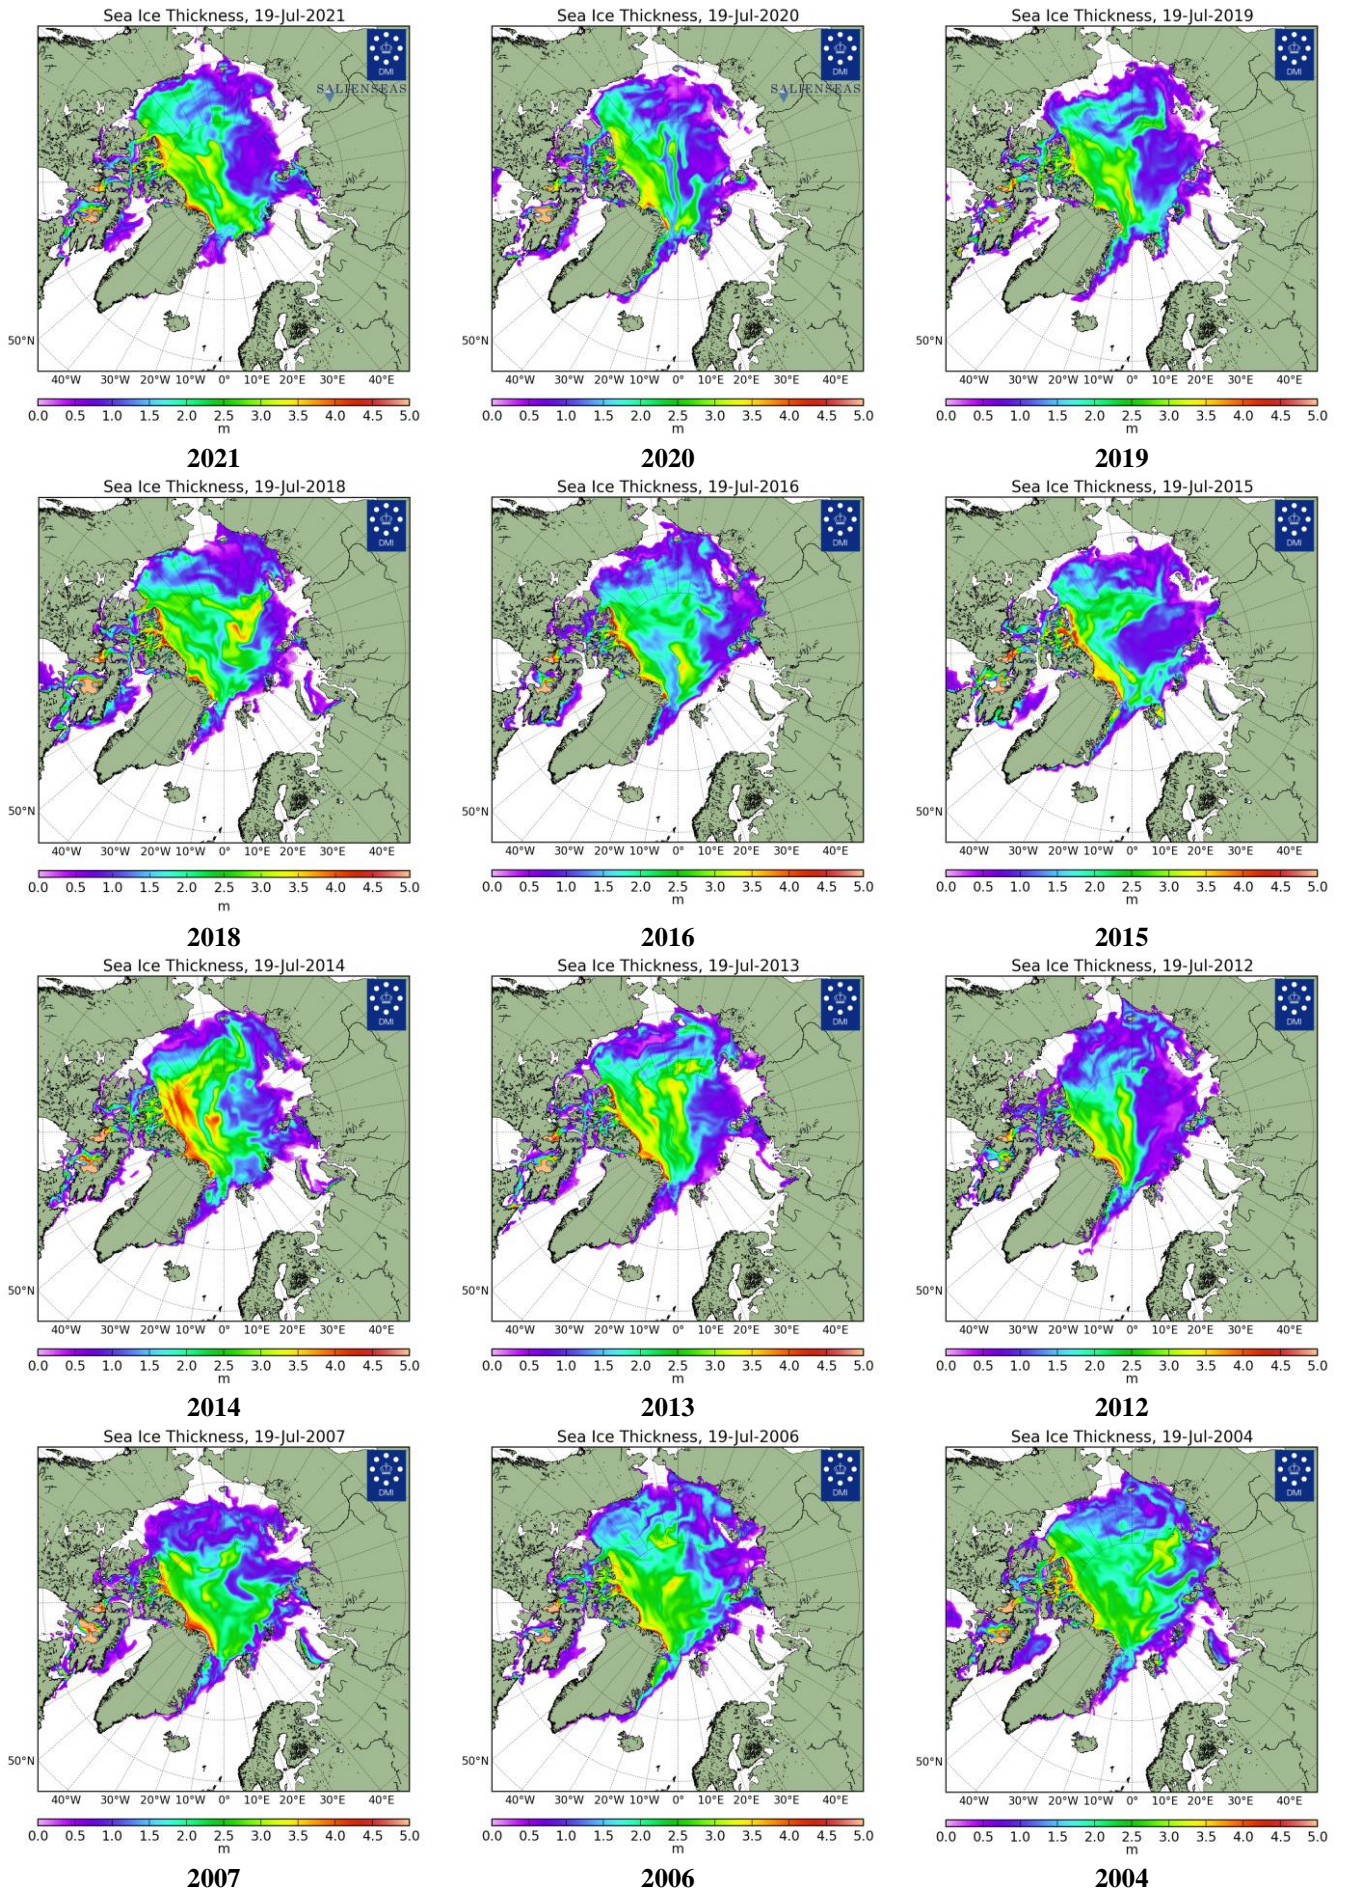 Sea Ice Thickness, 19-Jul-2021
DMI
SALIENSEAS
50°N
40°W 30°W 20°W 10°W 0° 10°E 20°E 30°E 40°E
0.0 0.5 1.0 1.5 2.0 2.5 3.0 3.5 4.0 4.5 5.0
m
2021
Sea Ice Thickness, 19-Jul-2020
DMI
SALIENSEAS
40°W 30°W 20°W 10°W 0° 10°E 20°E 30°E 40°E
0.0 0.5 1.0 1.5 2.0 2.5 3.0 3.5 4.0 4.5 5.0
m
2020
Sea Ice Thickness, 19-Jul-2019
DMI
40°W 30°W 20°W 10°W 0° 10°E 20°E 30°E 40°E
0.0 0.5 1.0 1.5 2.0 2.5 3.0 3.5 4.0 4.5 5.0
m
2019
Sea Ice Thickness, 19-Jul-2018
DMI
50°N
40°W 30°W 20°W 10°W 0° 10°E 20°E 30°E 40°E
0.0 0.5 1.0 1.5 2.0 2.5 3.0 3.5 4.0 4.5 5.0
m
2018
Sea Ice Thickness, 19-Jul-2016
DMI
40°W 30°W 20°W 10°W 0° 10°E 20°E 30°E 40°E
0.0 0.5 1.0 1.5 2.0 2.5 3.0 3.5 4.0 4.5 5.0
m
2016
Sea Ice Thickness, 19-Jul-2015
DMI
40°W 30°W 20°W 10°W 0° 10°E 20°E 30°E 40°E
0.0 0.5 1.0 1.5 2.0 2.5 3.0 3.5 4.0 4.5 5.0
m
2015
Sea Ice Thickness, 19-Jul-2014
DMI
50°N
40°W 30°W 20°W 10°W 0° 10°E 20°E 30°E 40°E
0.0 0.5 1.0 1.5 2.0 2.5 3.0 3.5 4.0 4.5 5.0
m
2014
Sea Ice Thickness, 19-Jul-2013
DMI
40°W 30°W 20°W 10°W 0° 10°E 20°E 30°E 40°E
0.0 0.5 1.0 1.5 2.0 2.5 3.0 3.5 4.0 4.5 5.0
m
2013
Sea Ice Thickness, 19-Jul-2012
DMI
40°W 30°W 20°W 10°W 0° 10°E 20°E 30°E 40°E
0.0 0.5 1.0 1.5 2.0 2.5 3.0 3.5 4.0 4.5 5.0
m
2012
Sea Ice Thickness, 19-Jul-2007
DMI
50°N
40°W 30°W 20°W 10°W 0° 10°E 20°E 30°E 40°E
0.0 0.5 1.0 1.5 2.0 2.5 3.0 3.5 4.0 4.5 5.0
m
2007
Sea Ice Thickness, 19-Jul-2006
DMI
40°W 30°W 20°W 10°W 0° 10°E 20°E 30°E 40°E
0.0 0.5 1.0 1.5 2.0 2.5 3.0 3.5 4.0 4.5 5.0
m
2006
Sea Ice Thickness, 19-Jul-2004
DMI
50°N
40°W 30°W 20°W 10°W 0° 10°E 20°E 30°E 40°E
0.0 0.5 1.0 1.5 2.0 2.5 3.0 3.5 4.0 4.5 5.0
m
2004